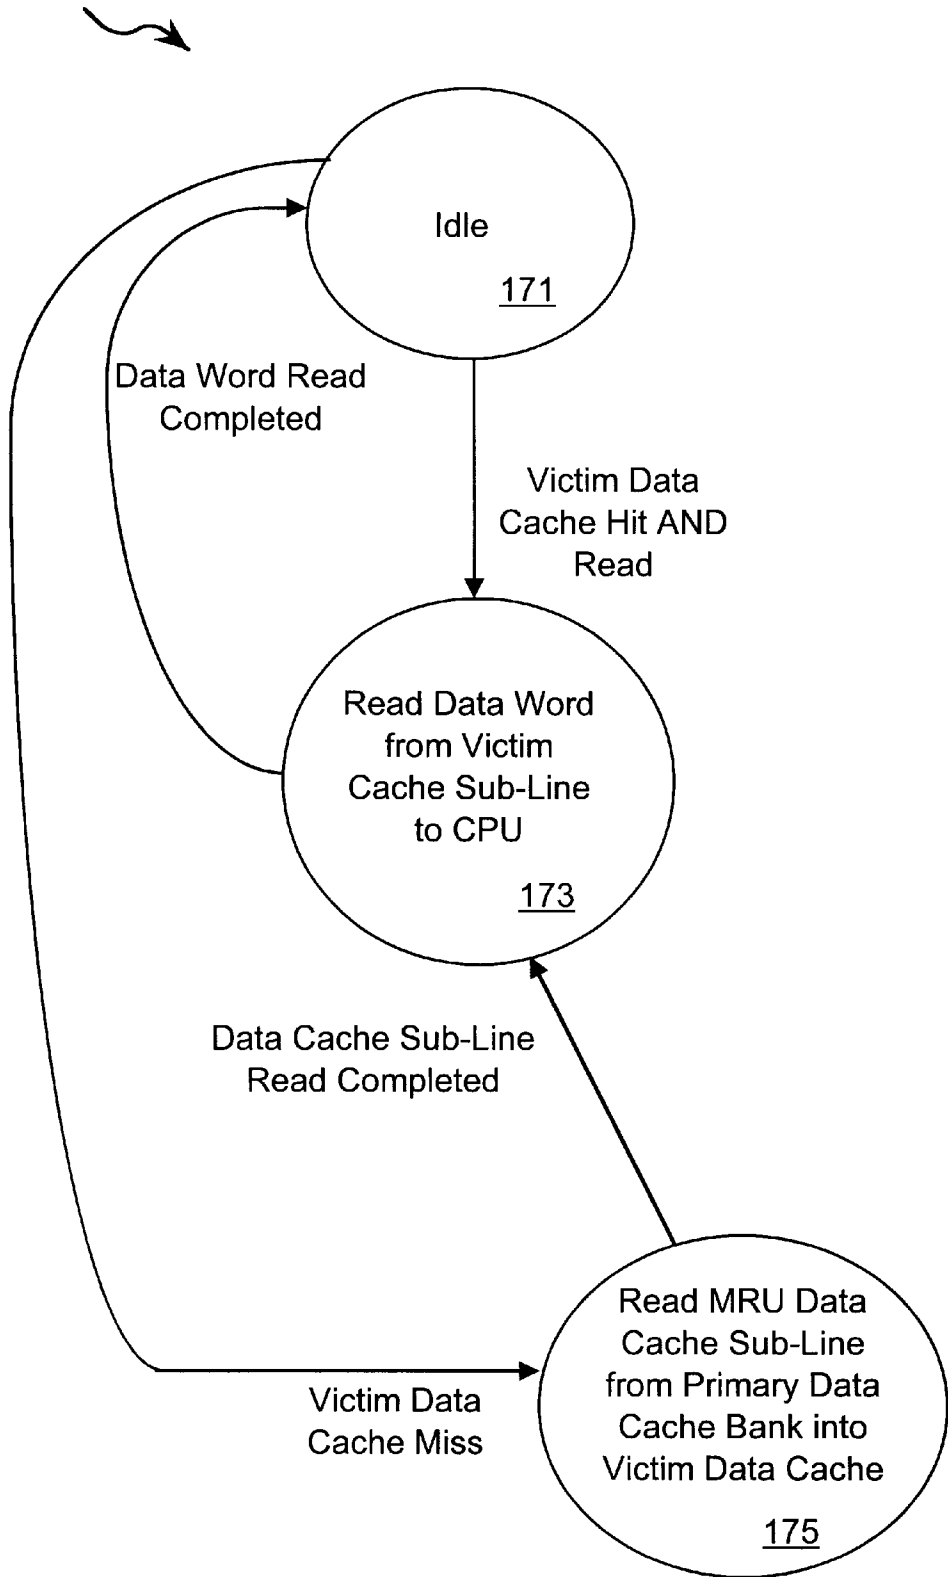 Idle
171
Data Word Read
Completed
Victim Data
Cache Hit AND
Read
Read Data Word
from Victim
Cache Sub-Line
to CPU
173
Data Cache Sub-Line
Read Completed
Read MRU Data
Cache Sub-Line
from Primary Data
Cache Bank into
Victim Data Cache
175
Victim Data
Cache Miss